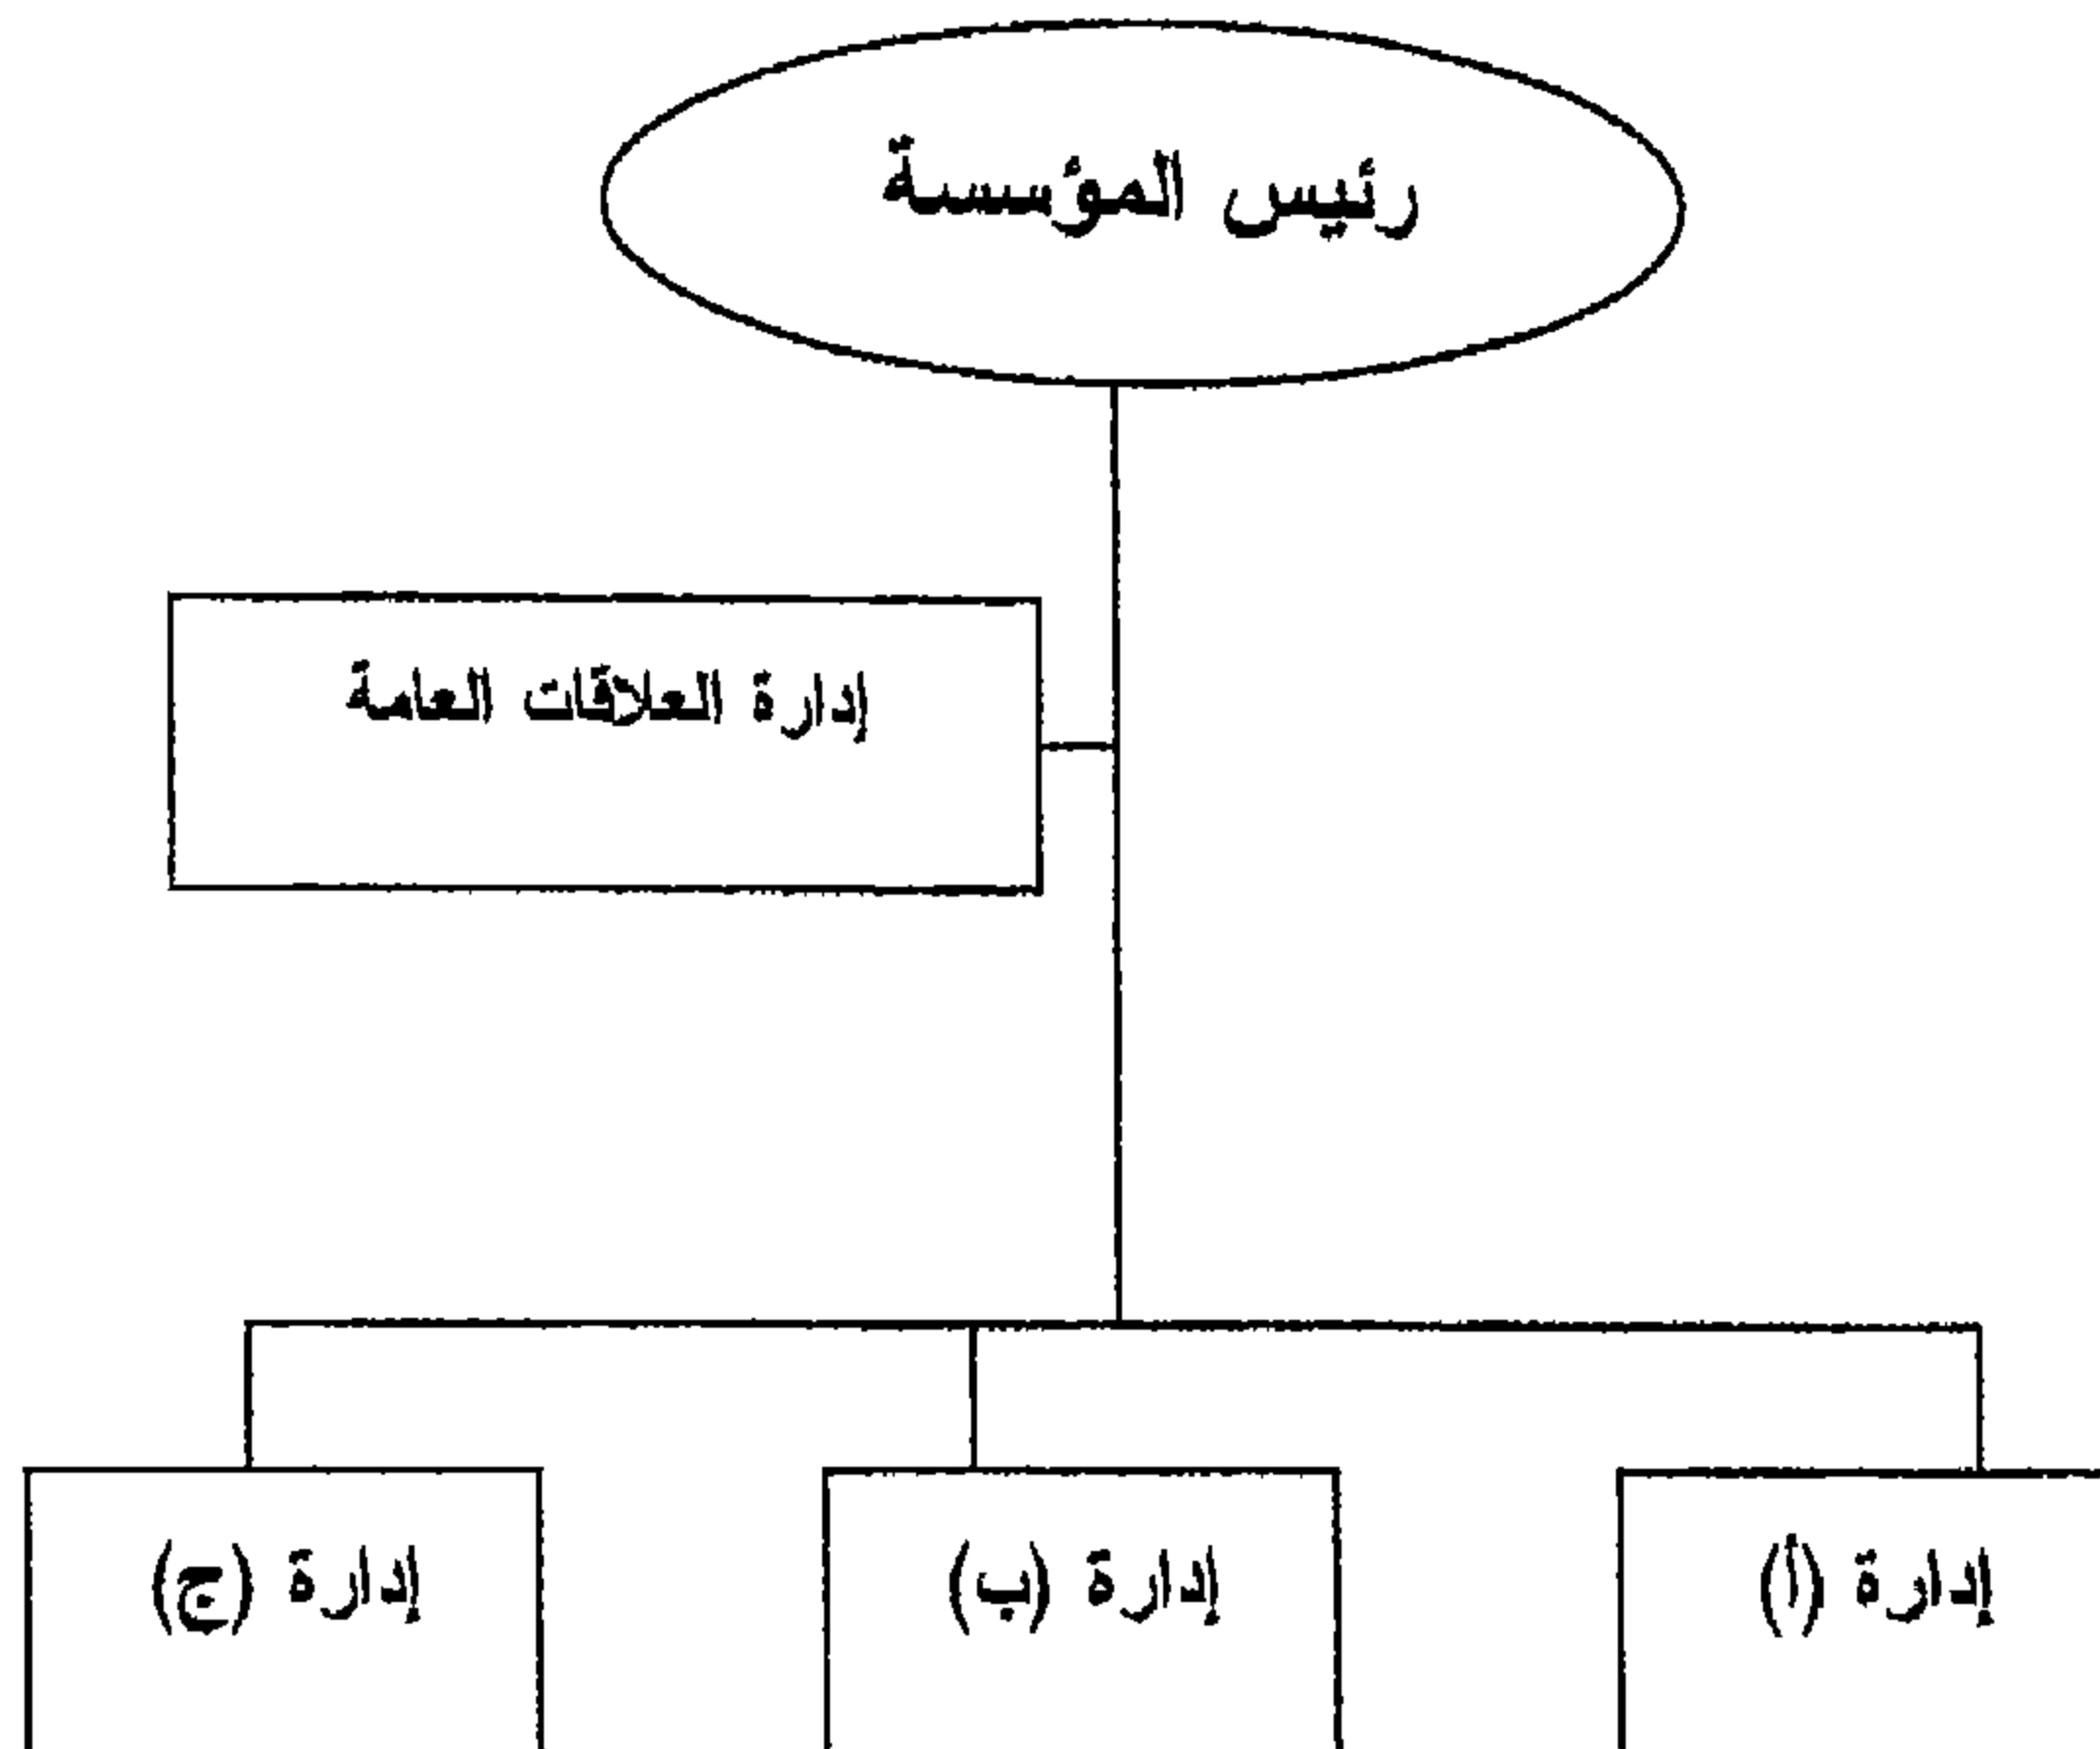 رئيس المؤسسة
إدارة العلاقات العامة
إدارة (أ)
إدارة (ب)
إدارة (ج)